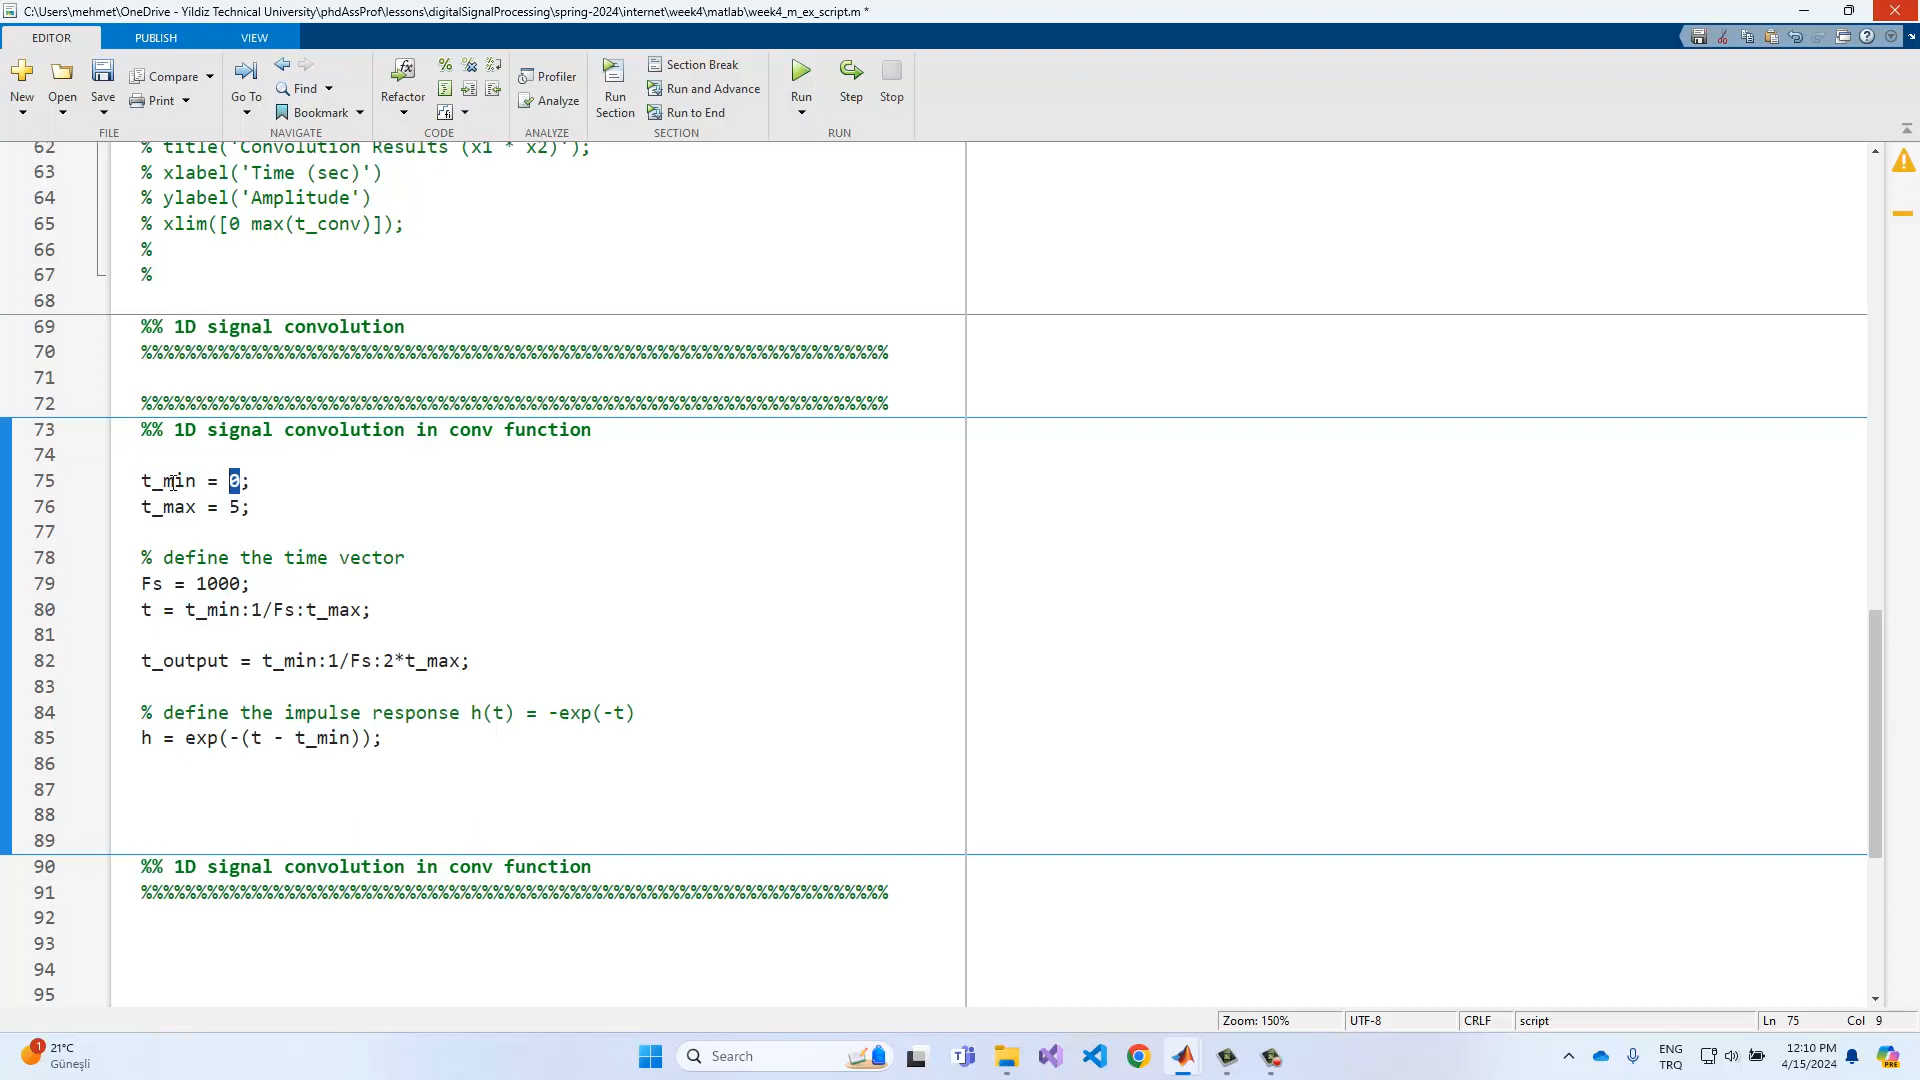 C:\Users\mehmet\OneDrive - Yildiz Technical University\phdAssProf\lessons\digitalSignalProcessing\spring-2024\internet\week4\matlab\week4_m_ex_script.m *
EDITOR PUBLISH VIEW
New Open Save Compare Print
Go To Find Bookmark
Refactor
Profiler Analyze
Run Section
Section Break
Run and Advance
Run to End
Run Step Stop
FILE NAVIGATE CODE ANALYZE SECTION RUN
62 % title('Convolution Results (x1 * x2)');
63 % xlabel('Time (sec)')
64 % ylabel('Amplitude')
65 % xlim([0 max(t_conv)]);
66 %
67 %
68
69 %% 1D signal convolution
70 %%%%%%%%%%%%%%%%%%%%%%%%%%%%%%%%%%%%%%%%%%%%%%%%%%%%%%%%%%%%%%%%%%%%
71
72 %%%%%%%%%%%%%%%%%%%%%%%%%%%%%%%%%%%%%%%%%%%%%%%%%%%%%%%%%%%%%%%%%%%%
73 %% 1D signal convolution in conv function
74
75 t_min = 0;
76 t_max = 5;
77
78 % define the time vector
79 Fs = 1000;
80 t = t_min:1/Fs:t_max;
81
82 t_output = t_min:1/Fs:2*t_max;
83
84 % define the impulse response h(t) = -exp(-t)
85 h = exp(-(t - t_min));
86
87
88
89
90 %% 1D signal convolution in conv function
91 %%%%%%%%%%%%%%%%%%%%%%%%%%%%%%%%%%%%%%%%%%%%%%%%%%%%%%%%%%%%%%%%%%%%
92
93
94
95
Zoom: 150% UTF-8 CRLF script Ln 75 Col 9
1 21°C
Güneşli
Search
ENG
TRQ
12:10 PM
4/15/2024
PRE